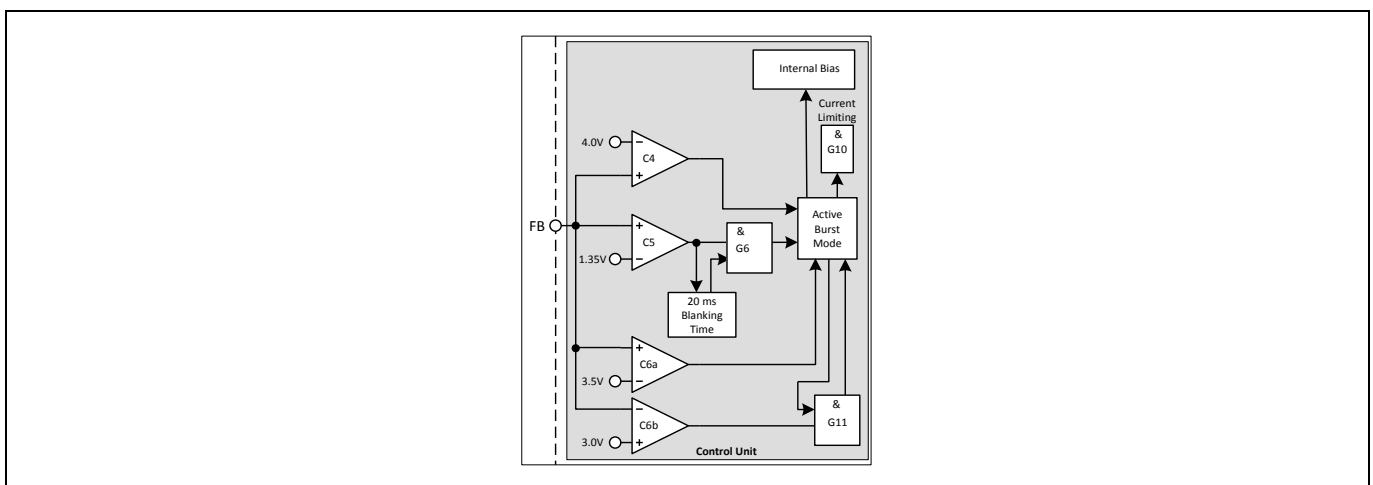 Internal Bias
Current
Limiting
&
G10
4.0V
−
C4
+
Active
Burst
Mode
FB
+
C5
−
1.35V
&
G6
20 ms
Blanking
Time
+
C6a
−
3.5V
−
C6b
+
3.0V
&
G11
Control Unit